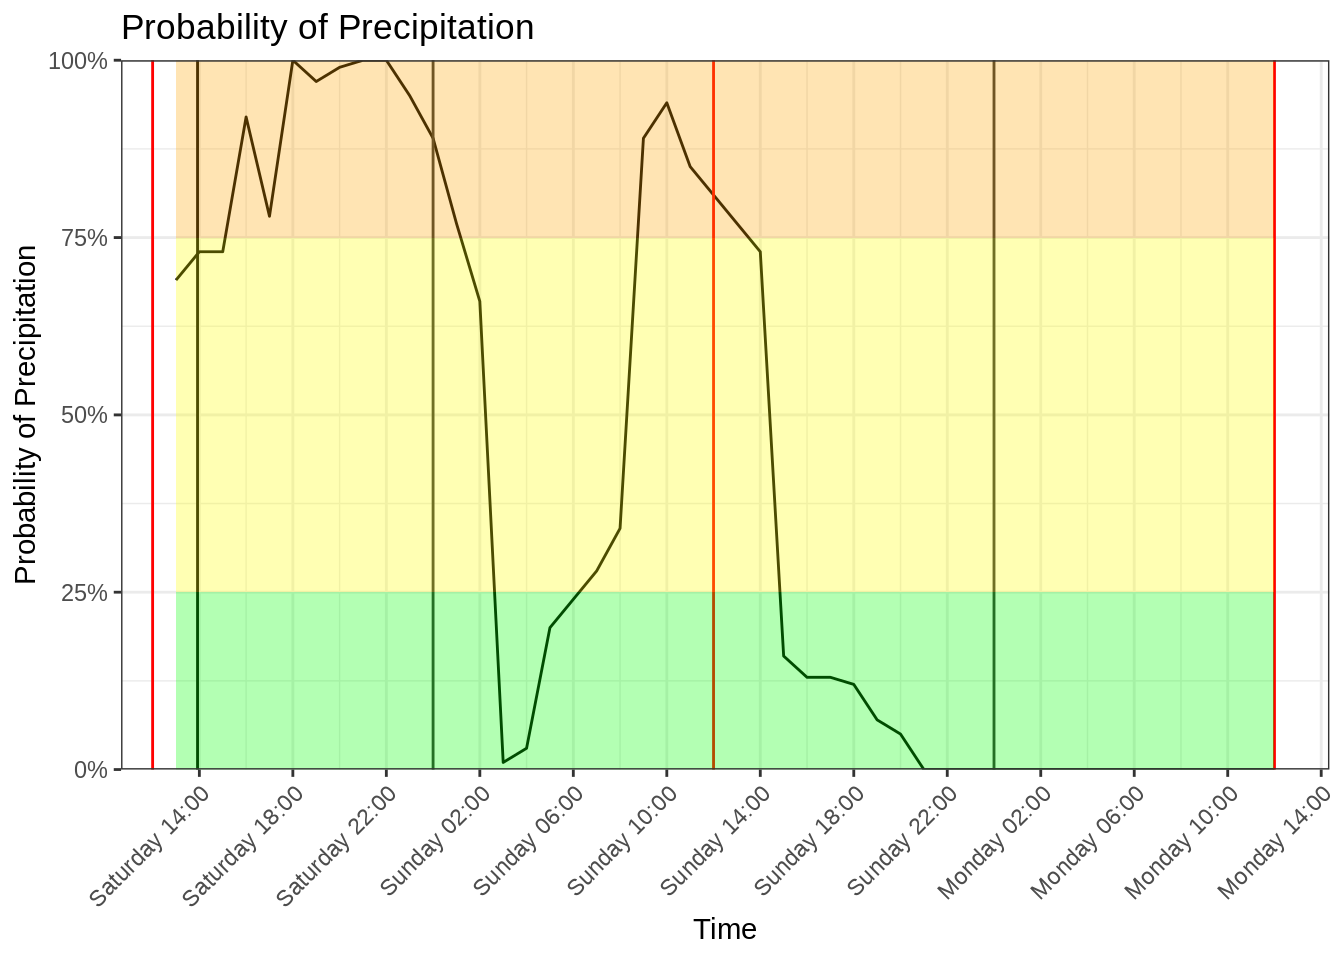 Probability of Precipitation
100%
75%
50%
25%
0%
Probability of Precipitation
Saturday 14:00
Saturday 18:00
Saturday 22:00
Sunday 02:00
Sunday 06:00
Sunday 10:00
Sunday 14:00
Sunday 18:00
Sunday 22:00
Monday 02:00
Monday 06:00
Monday 10:00
Monday 14:00
Time